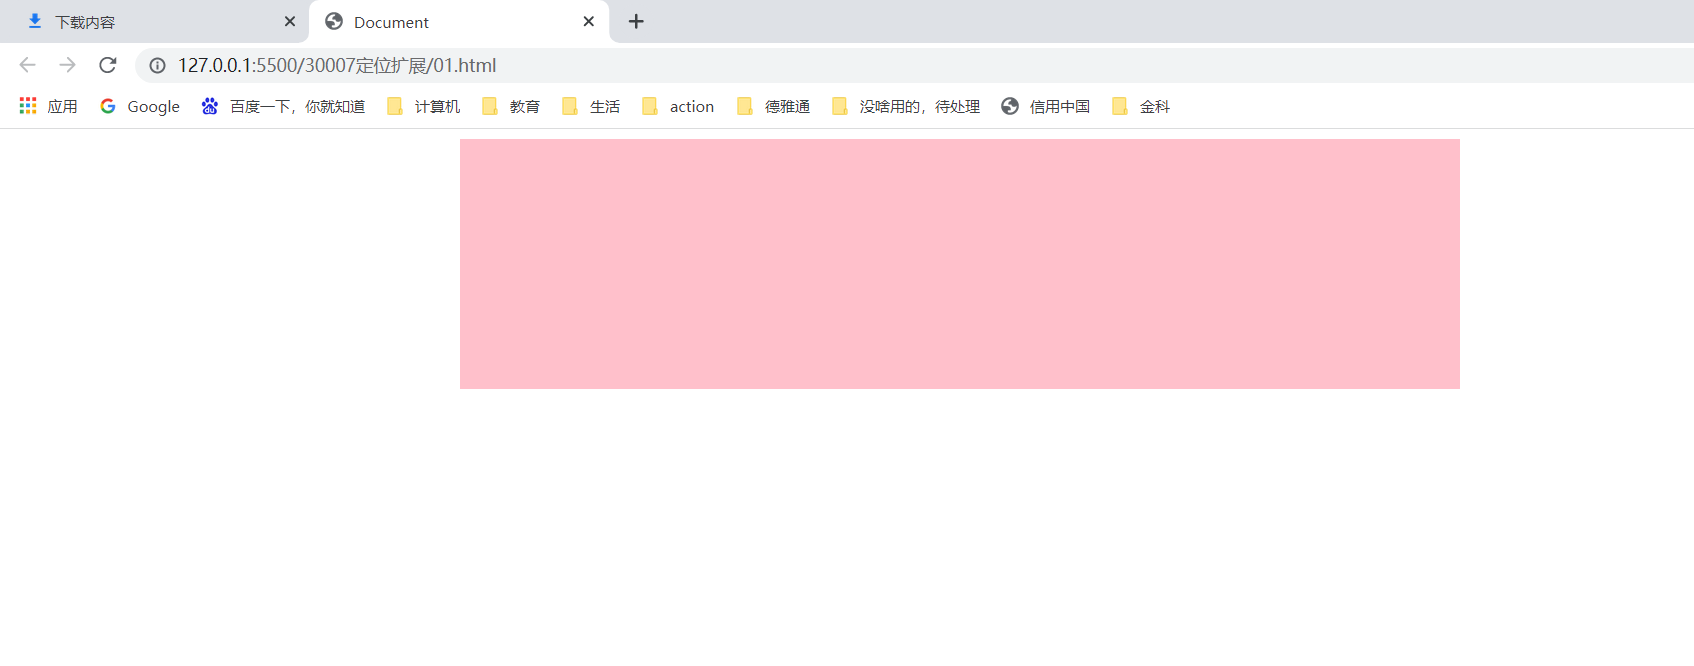 下载内容 Document
127.0.0.1:5500/30007定位扩展/01.html
应用 Google 百度一下，你就知道 计算机 教育 生活 action 德雅通 没啥用的，待处理 信用中国 金科